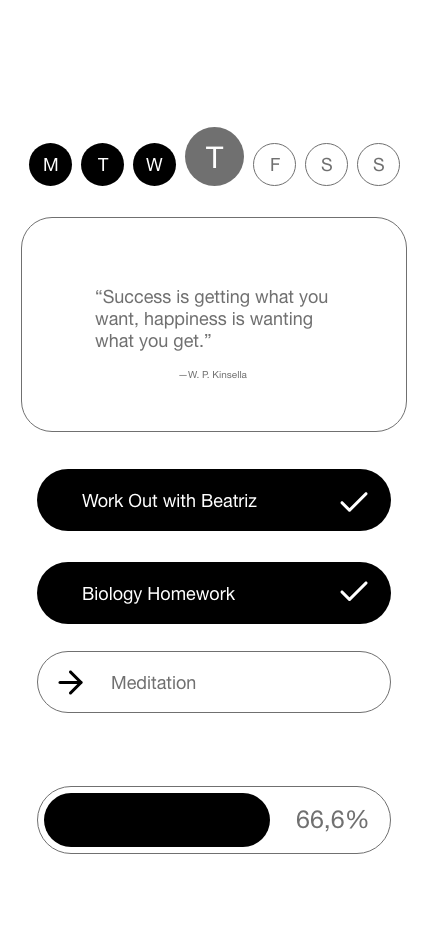 M T W T F S S
“Success is getting what you
want, happiness is wanting
what you get.”
—W. P. Kinsella
Work Out with Beatriz
Biology Homework
Meditation
66,6%